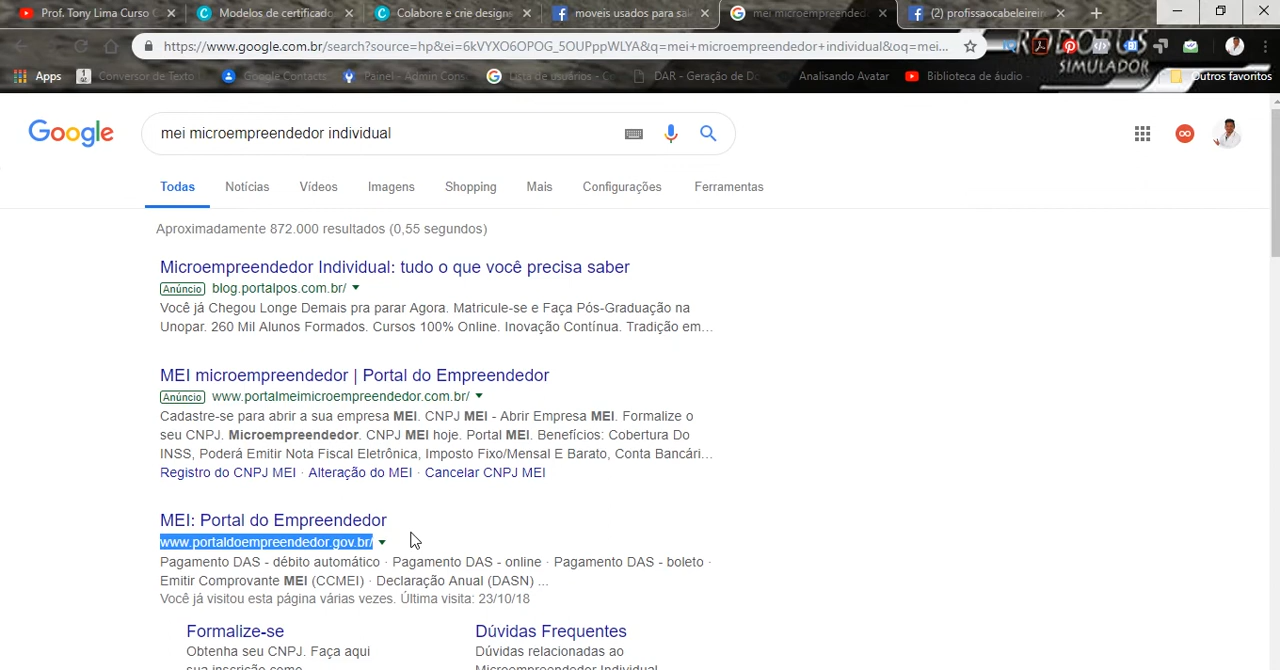 Prof. Tony Lima Curso
Modelos de certificado
Colabore e crie designs
moveis usados para sal
mei microempreendedor
(2) profissaocabeleireir
https://www.google.com.br/search?source=hp&ei=6kVYXO6OPOG_5OUPppWLYA&q=mei+microempreendedor+individual&oq=mei...
SIMULADOR
Apps
Conversor de Texto
Google Contacts
Painel - Admin Cons
Lista de usuários - Co
DAR - Geração de Do
Analisando Avatar
Biblioteca de áudio
Outros favoritos
Google
mei microempreendedor individual
Todas
Notícias
Vídeos
Imagens
Shopping
Mais
Configurações
Ferramentas
Aproximadamente 872.000 resultados (0,55 segundos)
Microempreendedor Individual: tudo o que você precisa saber
Anúncio blog.portalpos.com.br/
Você já Chegou Longe Demais pra parar Agora. Matricule-se e Faça Pós-Graduação na
Unopar. 260 Mil Alunos Formados. Cursos 100% Online. Inovação Contínua. Tradição em...
MEI microempreendedor | Portal do Empreendedor
Anúncio www.portalmeimicroempreendedor.com.br/
Cadastre-se para abrir a sua empresa MEI. CNPJ MEI - Abrir Empresa MEI. Formalize o
seu CNPJ. Microempreendedor. CNPJ MEI hoje. Portal MEI. Benefícios: Cobertura Do
INSS, Poderá Emitir Nota Fiscal Eletrônica, Imposto Fixo/Mensal E Barato, Conta Bancári...
Registro do CNPJ MEI · Alteração do MEI · Cancelar CNPJ MEI
MEI: Portal do Empreendedor
www.portaldoempreendedor.gov.br/
Pagamento DAS - débito automático · Pagamento DAS - online · Pagamento DAS - boleto ·
Emitir Comprovante MEI (CCMEI) · Declaração Anual (DASN) ...
Você já visitou esta página várias vezes. Última visita: 23/10/18
Formalize-se
Obtenha seu CNPJ. Faça aqui
sua inscrição como
Dúvidas Frequentes
Dúvidas relacionadas ao
Microempreendedor Individual